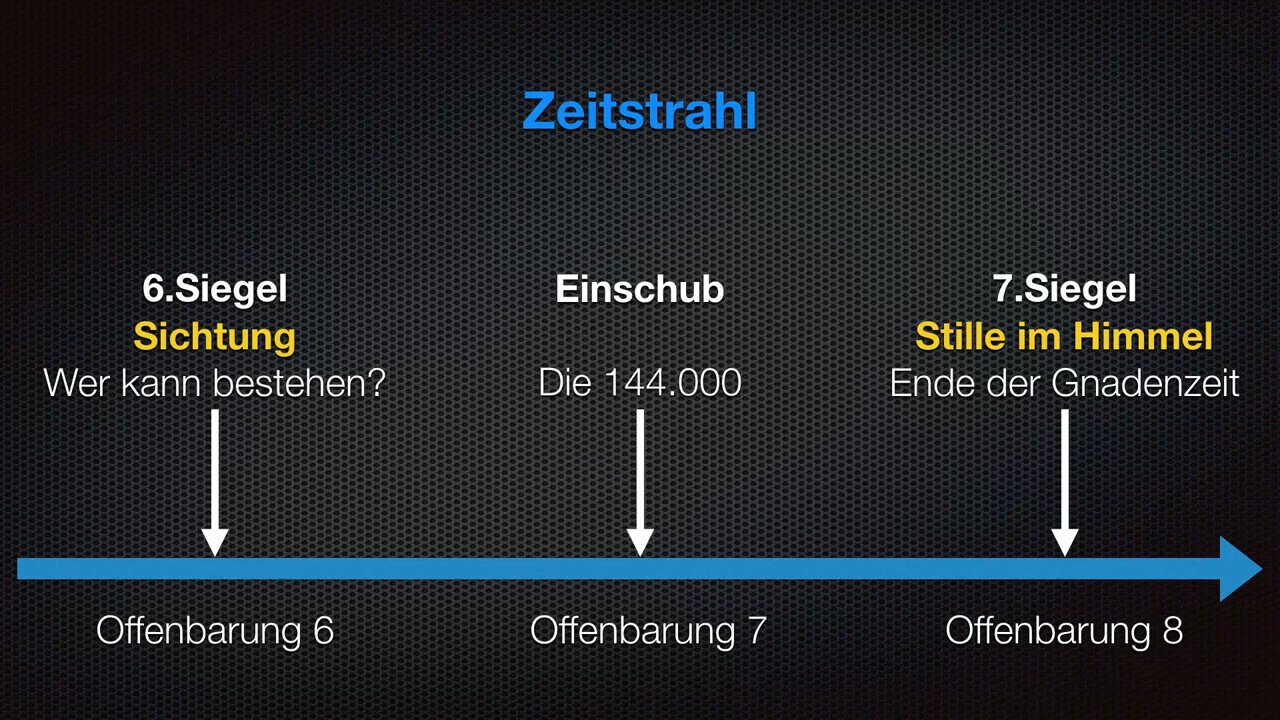 Zeitstrahl
6.Siegel
Sichtung
Wer kann bestehen?
Einschub
Die 144.000
7.Siegel
Stille im Himmel
Ende der Gnadenzeit
Offenbarung 6
Offenbarung 7
Offenbarung 8